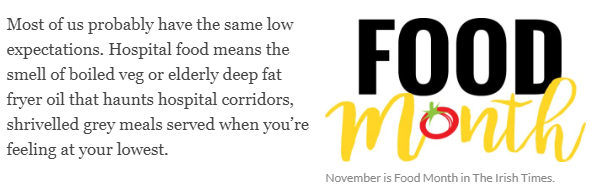 Most of us probably have the same low
expectations. Hospital food means the
smell of boiled veg or elderly deep fat
fryer oil that haunts hospital corridors,
shrivelled grey meals served when you’re
feeling at your lowest.
FOOD
Month
November is Food Month in The Irish Times.